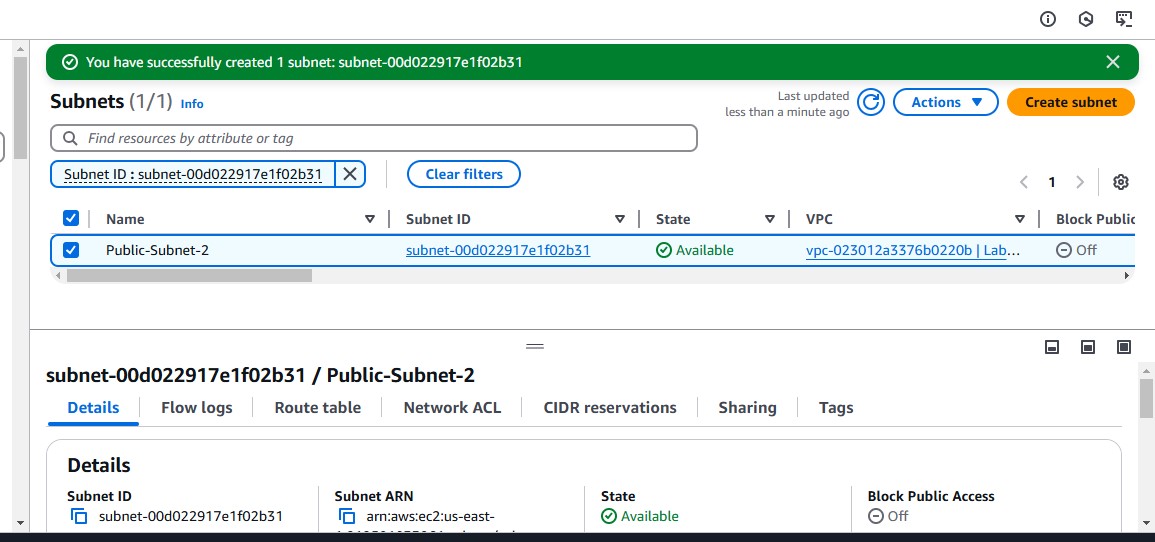 You have successfully created 1 subnet: subnet-00d022917e1f02b31
Subnets (1/1) Info
Last updated
less than a minute ago
Actions
Create subnet
Find resources by attribute or tag
Subnet ID : subnet-00d022917e1f02b31
Clear filters
1
Name Subnet ID State VPC Block Public
Public-Subnet-2 subnet-00d022917e1f02b31 Available vpc-023012a3376b0220b | Lab… Off
subnet-00d022917e1f02b31 / Public-Subnet-2
Details Flow logs Route table Network ACL CIDR reservations Sharing Tags
Details
Subnet ID Subnet ARN State Block Public Access
subnet-00d022917e1f02b31 arn:aws:ec2:us-east- Available Off